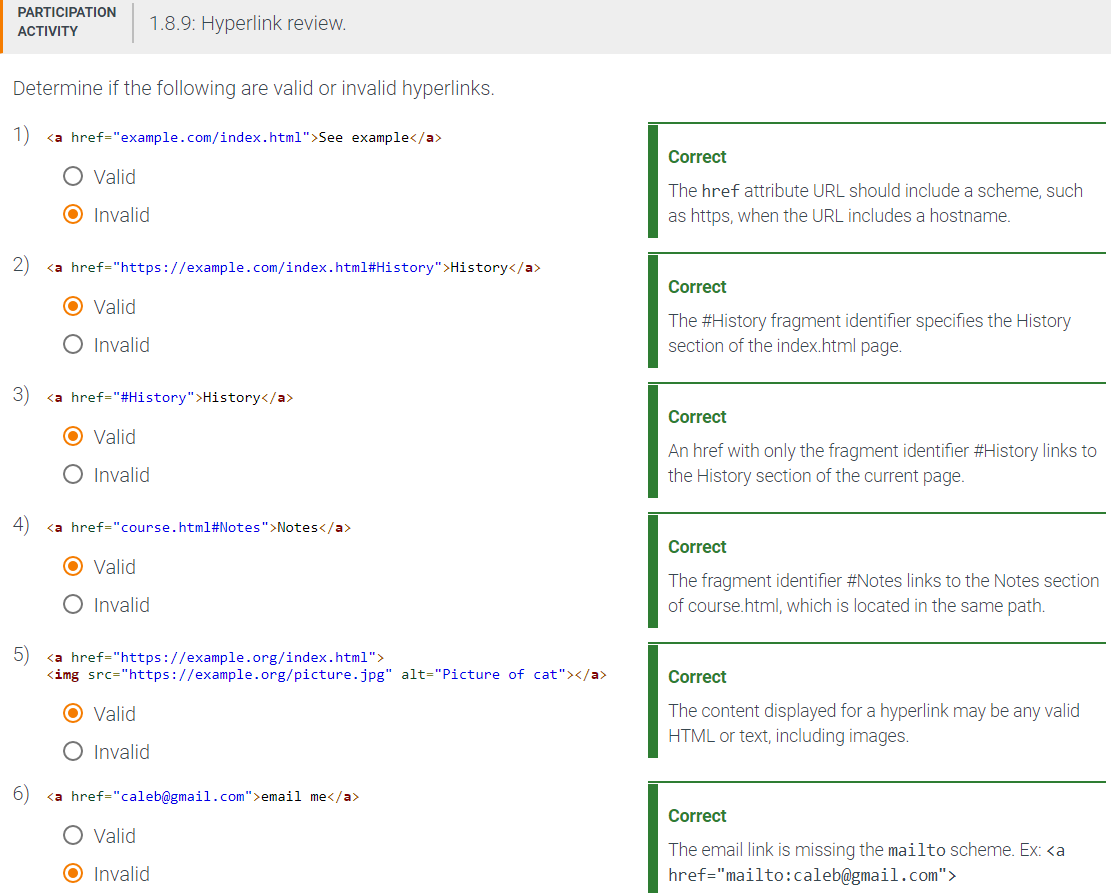 PARTICIPATION
ACTIVITY
1.8.9: Hyperlink review.
Determine if the following are valid or invalid hyperlinks.
1) <a href="example.com/index.html">See example</a>
Valid
Invalid
Correct
The href attribute URL should include a scheme, such
as https, when the URL includes a hostname.
2) <a href="https://example.com/index.html#History">History</a>
Valid
Invalid
Correct
The #History fragment identifier specifies the History
section of the index.html page.
3) <a href="#History">History</a>
Valid
Invalid
Correct
An href with only the fragment identifier #History links to
the History section of the current page.
4) <a href="course.html#Notes">Notes</a>
Valid
Invalid
Correct
The fragment identifier #Notes links to the Notes section
of course.html, which is located in the same path.
5) <a href="https://example.org/index.html">
<img src="https://example.org/picture.jpg" alt="Picture of cat"></a>
Valid
Invalid
Correct
The content displayed for a hyperlink may be any valid
HTML or text, including images.
6) <a href="caleb@gmail.com">email me</a>
Valid
Invalid
Correct
The email link is missing the mailto scheme. Ex: <a
href="mailto:caleb@gmail.com">